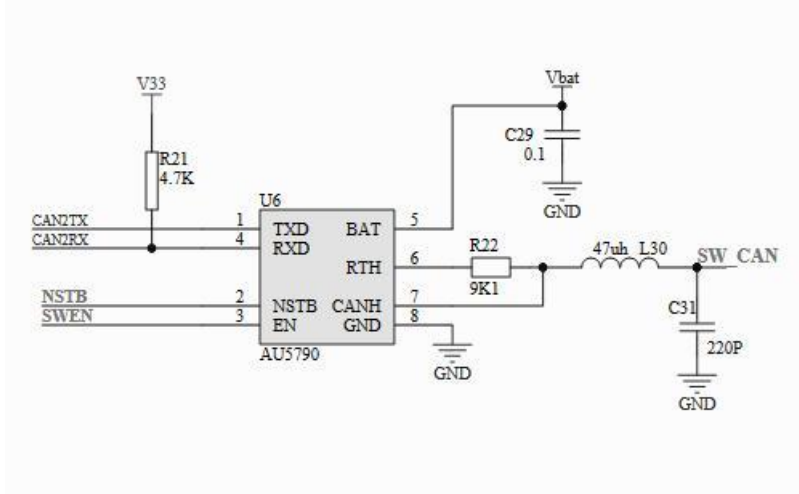 V33
Vbat
C29
0.1
R21
4.7K
GND
U6
CAN2TX 1 TXD BAT 5
CAN2RX 4 RXD
R22 47uh L30 SW_CAN
RTH 6
9K1
NSTB 2 NSTB CANH 7
SWEN 3 EN GND 8
C31
220P
AU5790
GND
GND